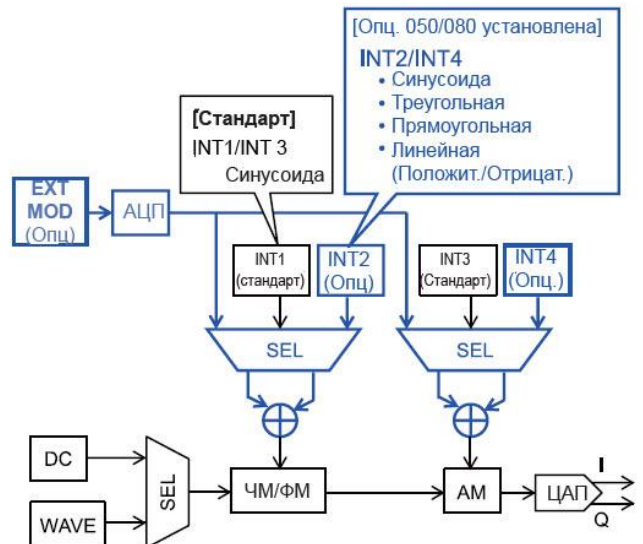 [Опц. 050/080 установлена]
INT2/INT4
• Синусоида
• Треугольная
• Прямоугольная
• Линейная
(Положит./Отрицат.)
[Стандарт]
INT1/INT 3
Синусоида
EXT
MOD
(Опц)
АЦП
INT1
(стандарт)
INT2
(Опц)
INT3
(Стандарт)
INT4
(Опц.)
SEL
SEL
DC
WAVE
SEL
ЧМ/ФМ
АМ
ЦАП
I
Q